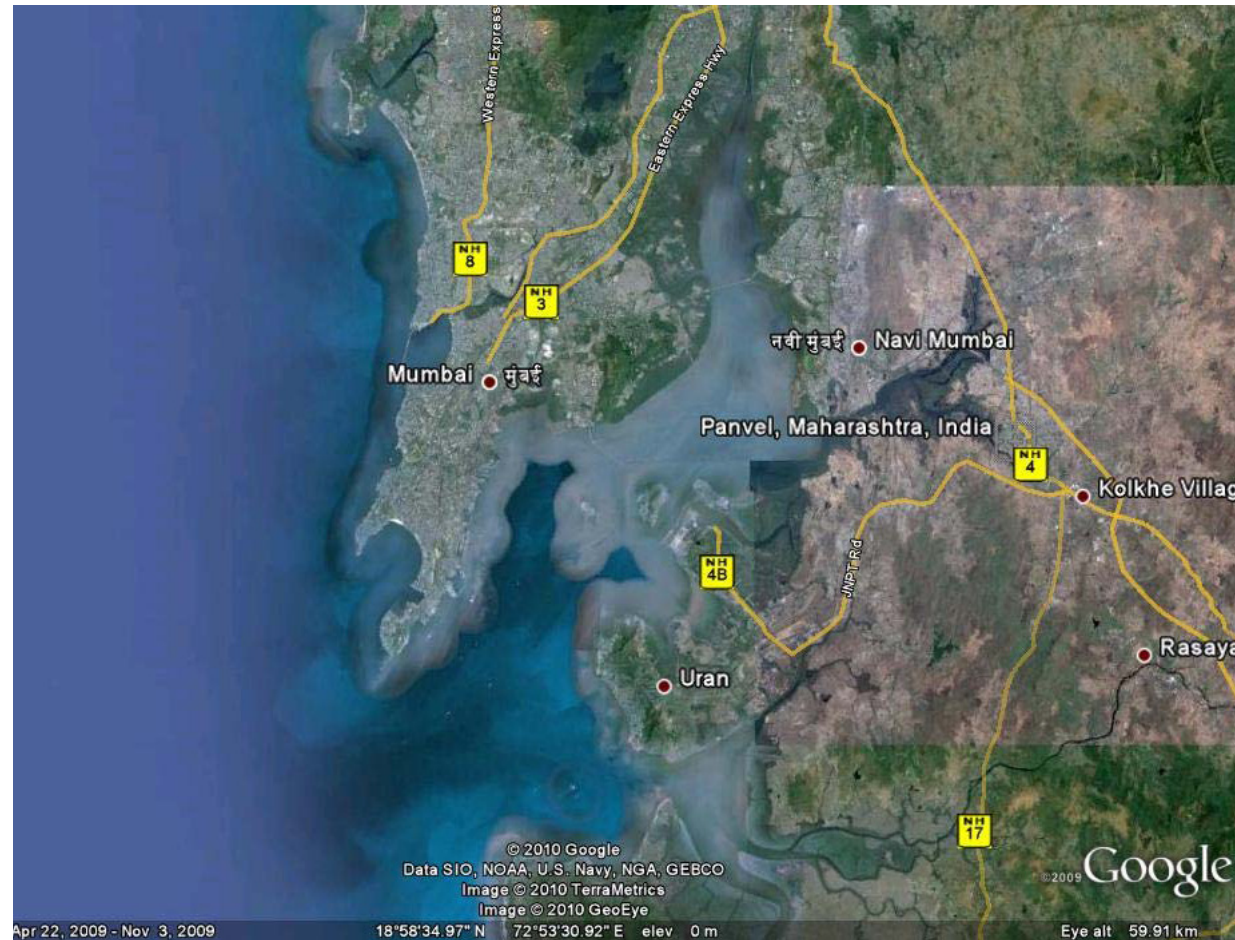 Western Express
Eastern Express Hwy
NH
8
NH
3
नवी मुंबई Navi Mumbai
Mumbai मुंबई
Panvel, Maharashtra, India
NH
4
Kolkhe Villag
NH
4B
JNPT Rd
Rasaya
Uran
NH
17
© 2010 Google
Data SIO, NOAA, U.S. Navy, NGA, GEBCO
Image © 2010 TerraMetrics
Image © 2010 GeoEye
©2009 Google
Apr 22, 2009 - Nov 3, 2009 18°58'34.97" N 72°53'30.92" E elev 0 m Eye alt 59.91 km